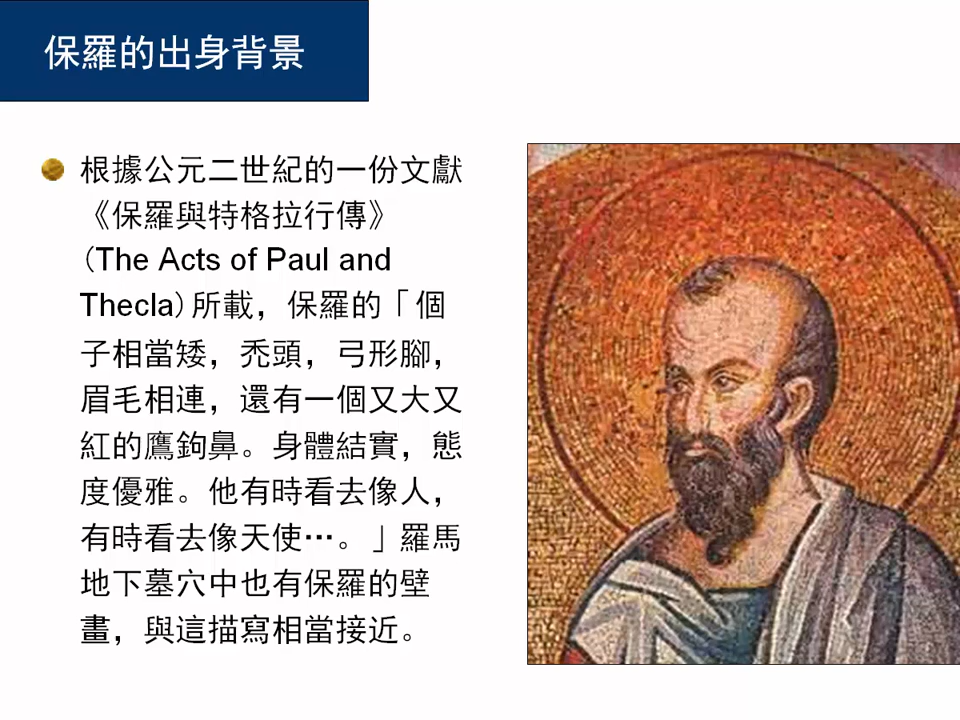 保羅的出身背景
根據公元二世紀的一份文獻
《保羅與特格拉行傳》
(The Acts of Paul and
Thecla)所載，保羅的「個
子相當矮，禿頭，弓形腳，
眉毛相連，還有一個又大又
紅的鷹鉤鼻。身體結實，態
度優雅。他有時看去像人，
有時看去像天使…。」羅馬
地下墓穴中也有保羅的壁
畫，與這描寫相當接近。